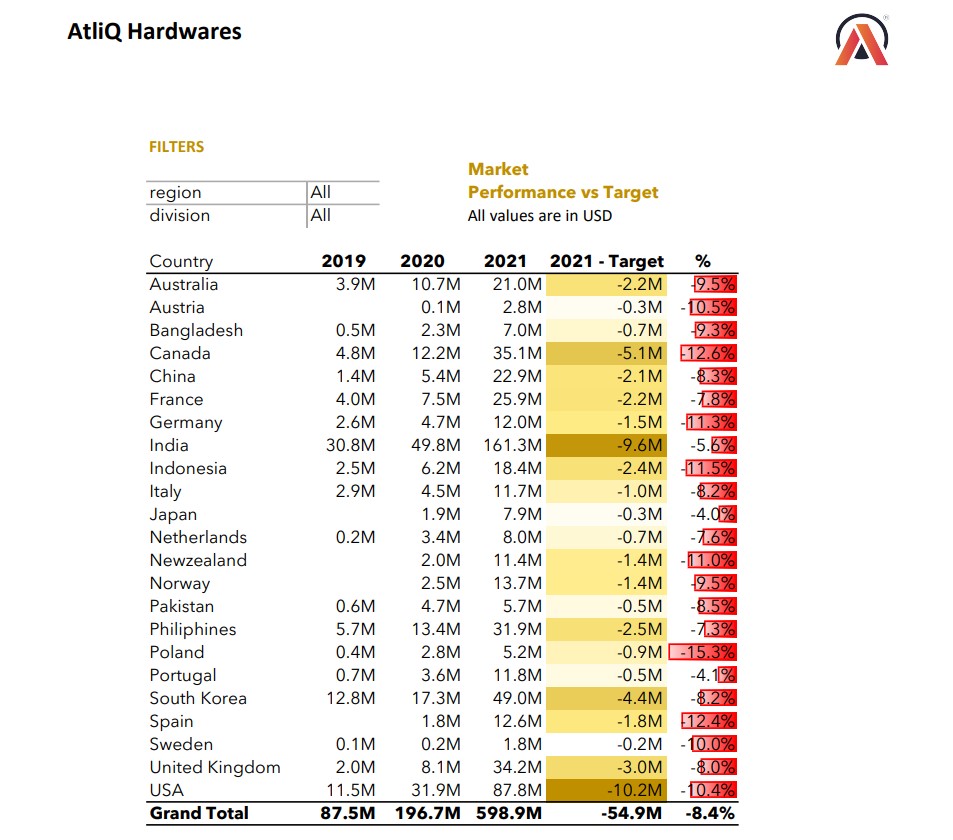 AtliQ Hardwares
FILTERS
region All
division All
Market
Performance vs Target
All values are in USD
Country 2019 2020 2021 2021 - Target %
Australia 3.9M 10.7M 21.0M -2.2M -9.5%
Austria 0.1M 2.8M -0.3M -10.5%
Bangladesh 0.5M 2.3M 7.0M -0.7M -9.3%
Canada 4.8M 12.2M 35.1M -5.1M -12.6%
China 1.4M 5.4M 22.9M -2.1M -8.3%
France 4.0M 7.5M 25.9M -2.2M -7.8%
Germany 2.6M 4.7M 12.0M -1.5M -11.3%
India 30.8M 49.8M 161.3M -9.6M -5.6%
Indonesia 2.5M 6.2M 18.4M -2.4M -11.5%
Italy 2.9M 4.5M 11.7M -1.0M -8.2%
Japan 1.9M 7.9M -0.3M -4.0%
Netherlands 0.2M 3.4M 8.0M -0.7M -7.6%
Newzealand 2.0M 11.4M -1.4M -11.0%
Norway 2.5M 13.7M -1.4M -9.5%
Pakistan 0.6M 4.7M 5.7M -0.5M -8.5%
Philiphines 5.7M 13.4M 31.9M -2.5M -7.3%
Poland 0.4M 2.8M 5.2M -0.9M -15.3%
Portugal 0.7M 3.6M 11.8M -0.5M -4.1%
South Korea 12.8M 17.3M 49.0M -4.4M -8.2%
Spain 1.8M 12.6M -1.8M -12.4%
Sweden 0.1M 0.2M 1.8M -0.2M -10.0%
United Kingdom 2.0M 8.1M 34.2M -3.0M -8.0%
USA 11.5M 31.9M 87.8M -10.2M -10.4%
Grand Total 87.5M 196.7M 598.9M -54.9M -8.4%